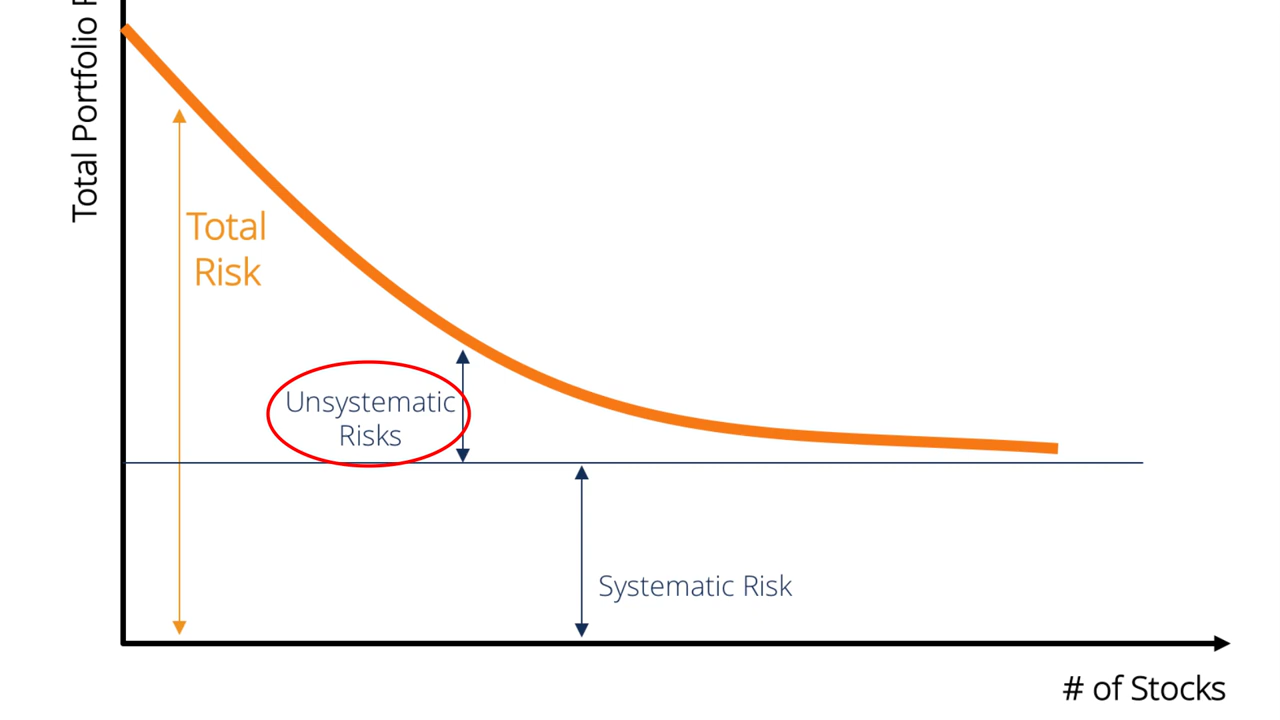 Total Portfolio
Total
Risk
Unsystematic
Risks
Systematic Risk
# of Stocks